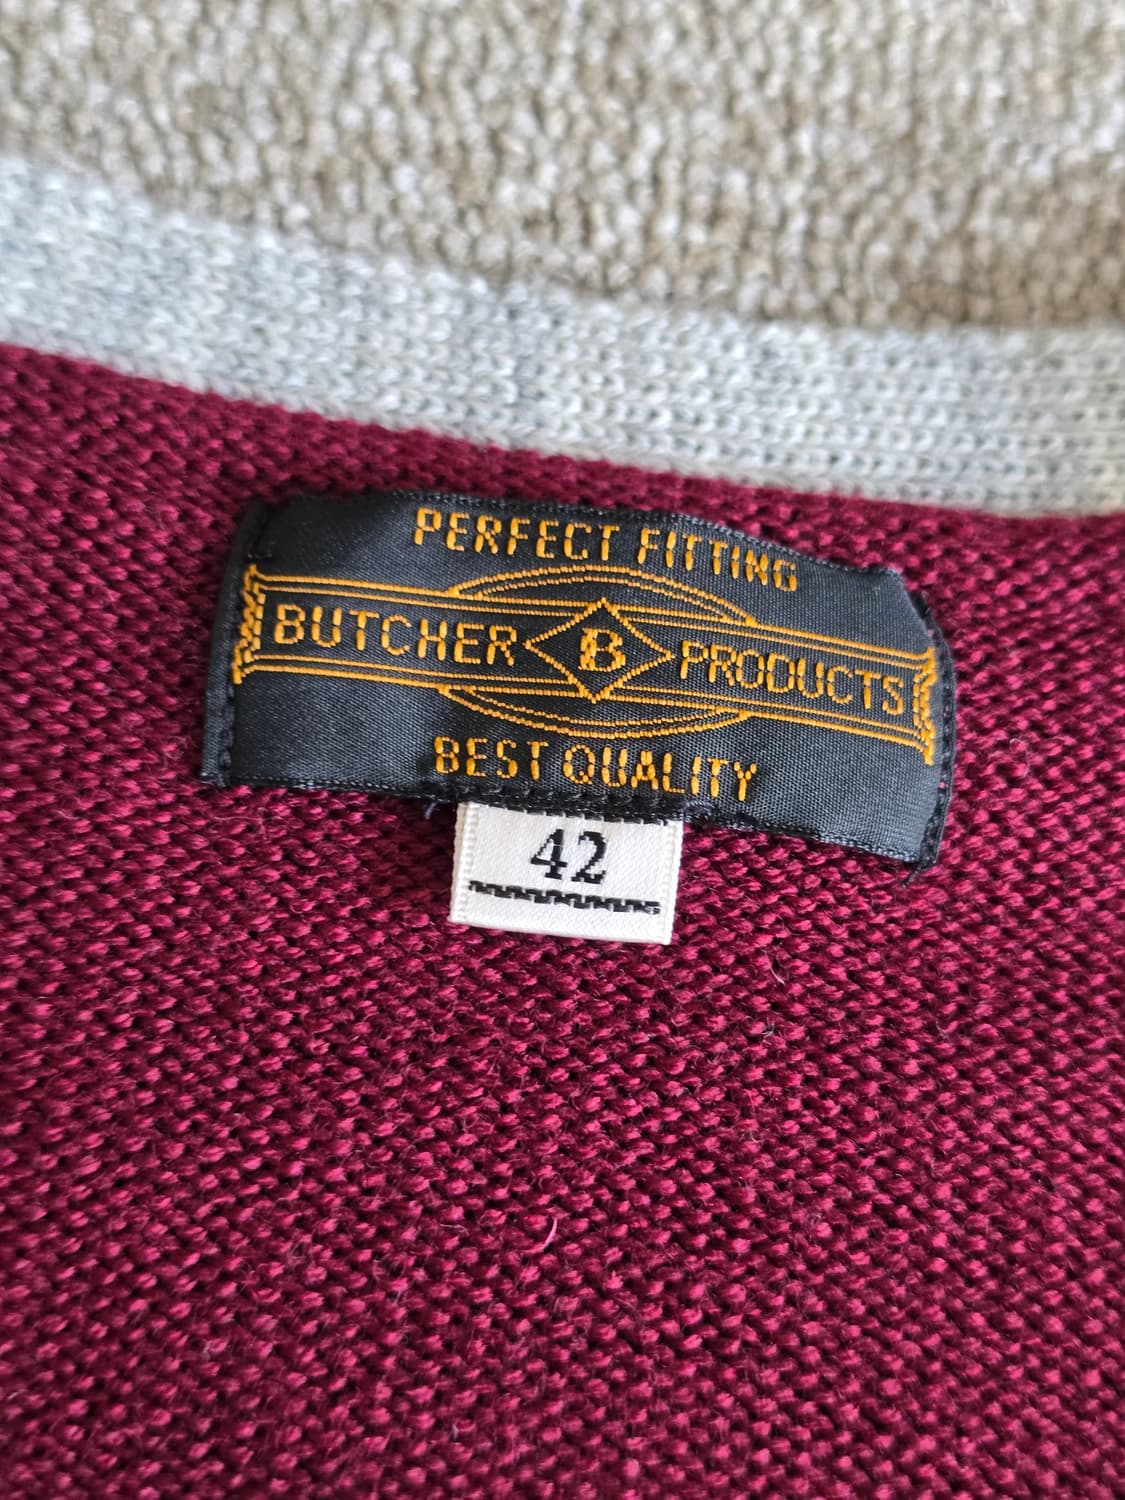 PERFECT FITTING
BUTCHER B PRODUCTS
BEST QUALITY
42